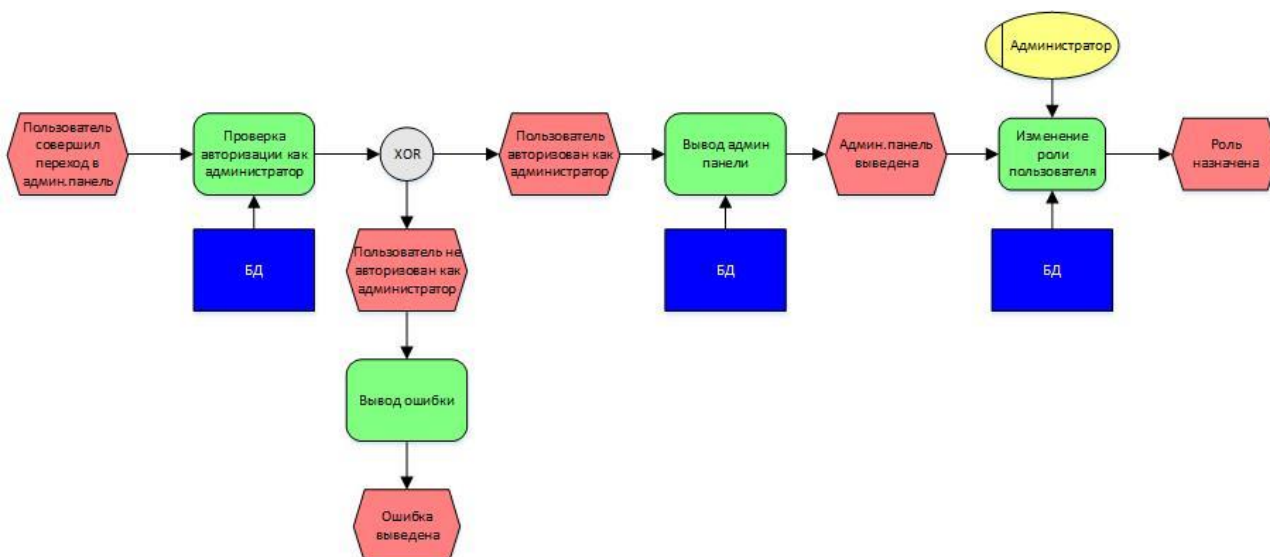 Администратор
Пользователь
совершил
переход в
админ.панель
Проверка
авторизации как
администратор
XOR
Пользователь
авторизован как
администратор
Вывод админ
панели
Админ.панель
выведена
Изменение
роли
пользователя
Роль
назначена
БД
Пользователь не
авторизован как
администратор
БД
БД
Вывод ошибки
Ошибка
выведена